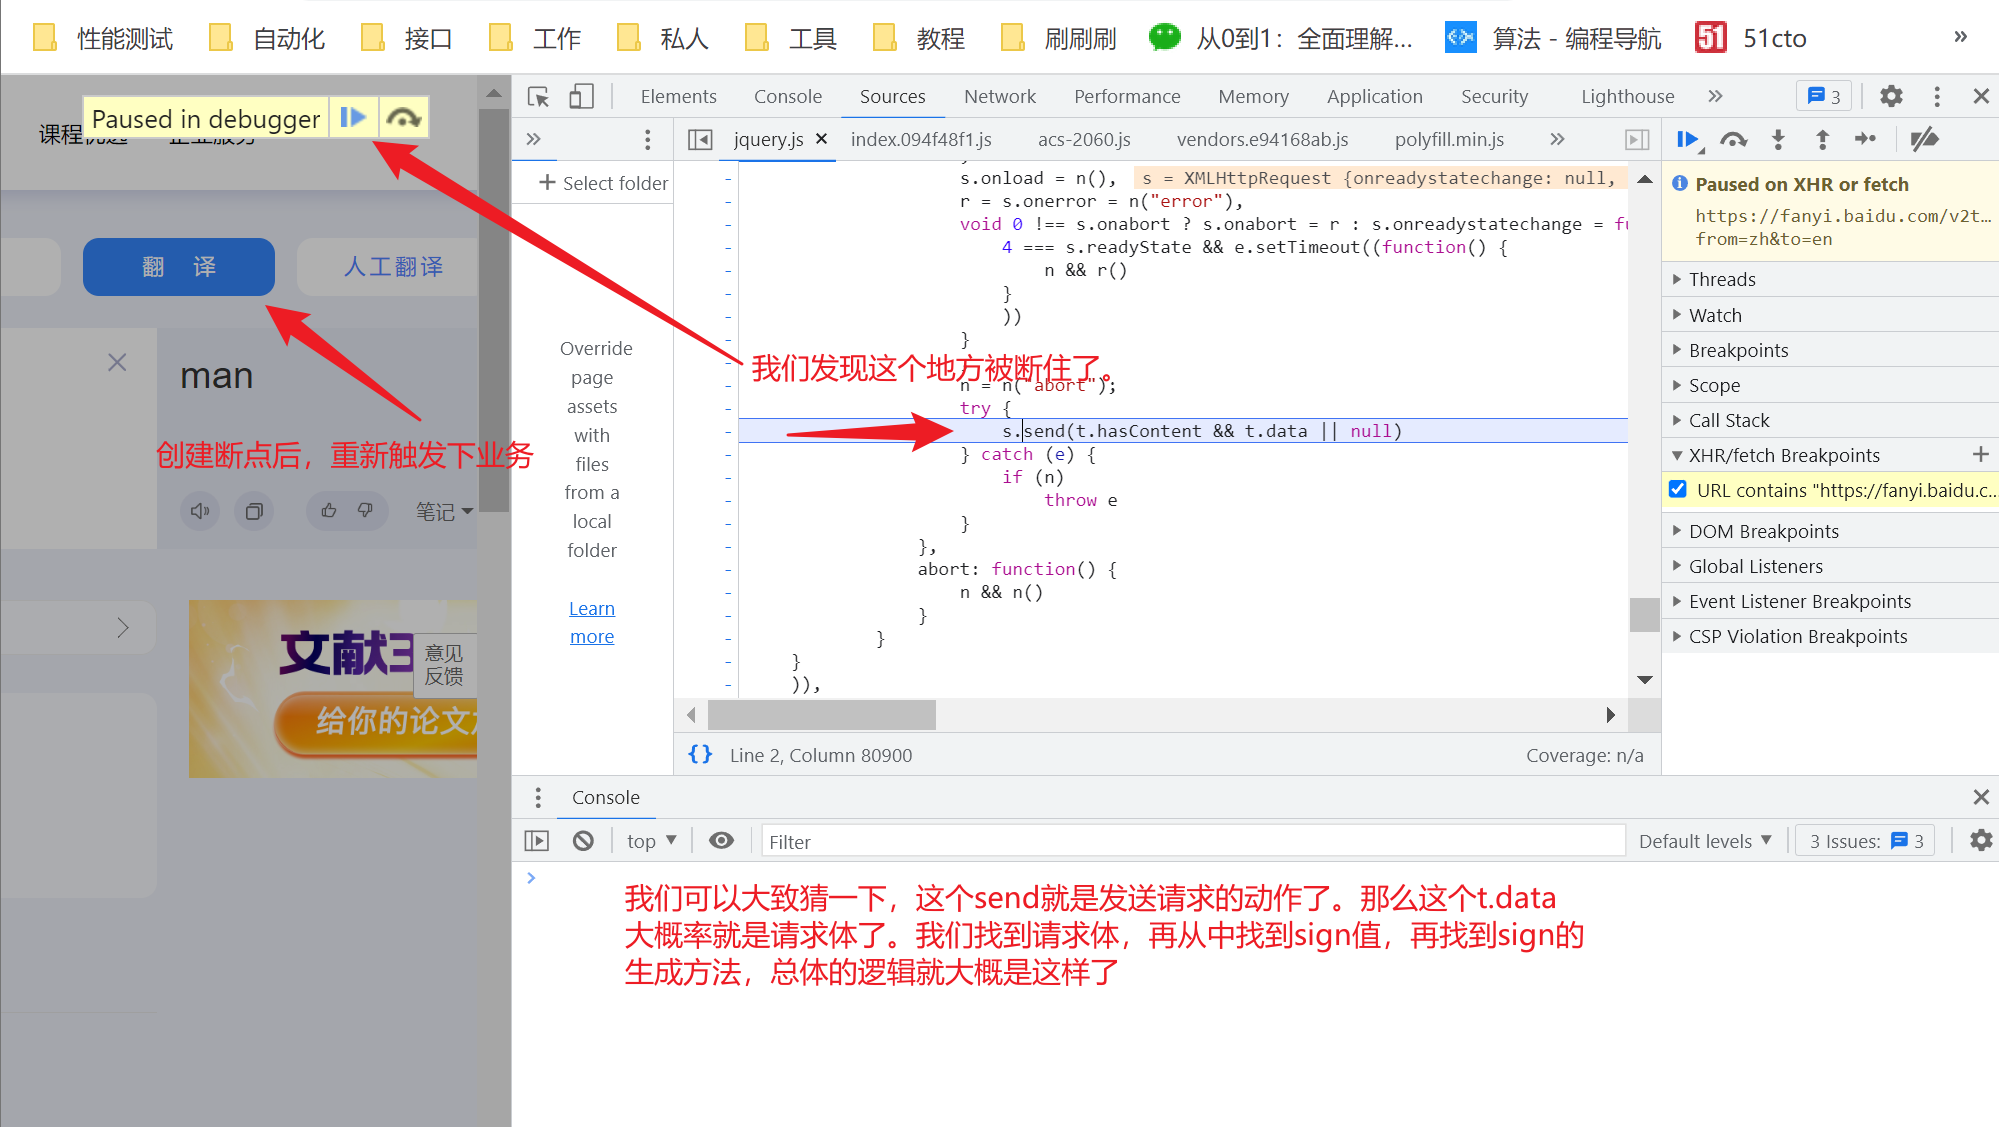 性能测试 自动化 接口 工作 私人 工具 教程 刷刷刷 从0到1：全面理解... 算法 - 编程导航 51 51cto »
Paused in debugger
翻 译 人工翻译
man
创建断点后，重新触发下业务
笔记
意见
反馈
给你的论文
Elements Console Sources Network Performance Memory Application Security Lighthouse » 3
» jquery.js × index.094f48f1.js acs-2060.js vendors.e94168ab.js polyfill.min.js »
+ Select folder
Override
page
assets
with
files
from a
local
folder
Learn
more
s.onload = n(), s = XMLHttpRequest {onreadystatechange: null,
r = s.onerror = n("error"),
void 0 !== s.onabort ? s.onabort = r : s.onreadystatechange = fu
4 === s.readyState && e.setTimeout((function() {
n && r()
}
))
}
我们发现这个地方被断住了。
n = n("abort");
try {
s.send(t.hasContent && t.data || null)
} catch (e) {
if (n)
throw e
}
},
abort: function() {
n && n()
}
}
}
)),
{} Line 2, Column 80900 Coverage: n/a
Paused on XHR or fetch
https://fanyi.baidu.com/v2t…
from=zh&to=en
Threads
Watch
Breakpoints
Scope
Call Stack
XHR/fetch Breakpoints +
URL contains "https://fanyi.baidu.c...
DOM Breakpoints
Global Listeners
Event Listener Breakpoints
CSP Violation Breakpoints
Console
top Filter Default levels 3 Issues: 3
我们可以大致猜一下，这个send就是发送请求的动作了。那么这个t.data
大概率就是请求体了。我们找到请求体，再从中找到sign值，再找到sign的
生成方法，总体的逻辑就大概是这样了